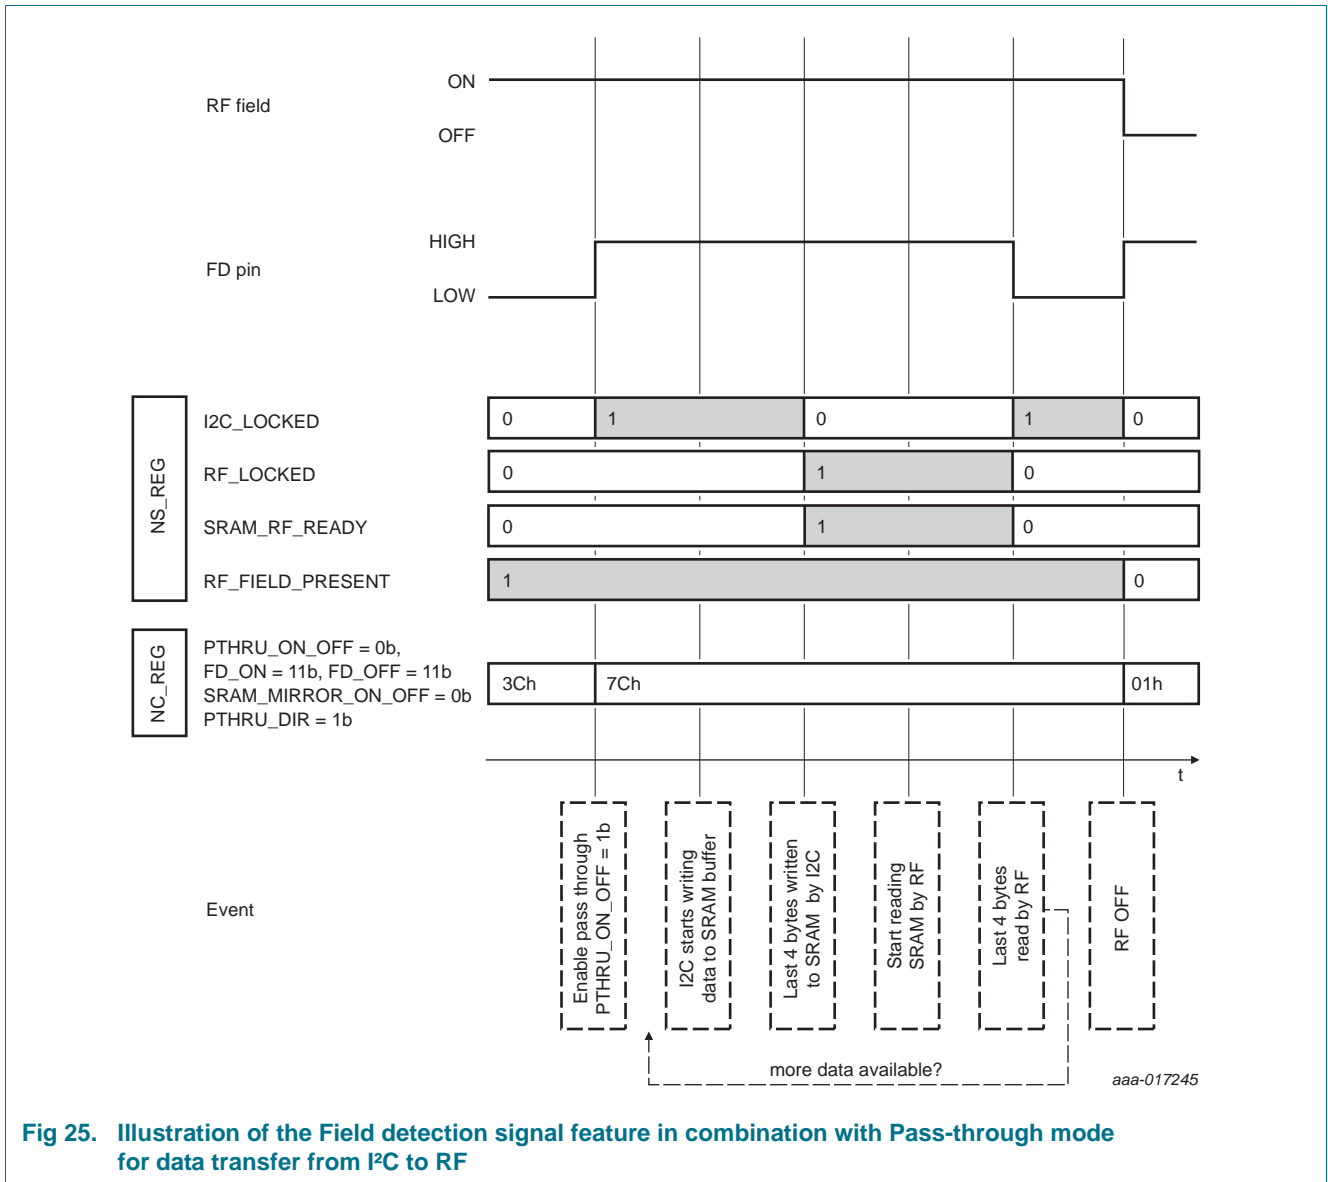 RF field
ON
OFF
FD pin
HIGH
LOW
NS_REG
I2C_LOCKED
0
1
0
1
0
RF_LOCKED
0
1
0
SRAM_RF_READY
0
1
0
RF_FIELD_PRESENT
1
0
NC_REG
PTHRU_ON_OFF = 0b,
FD_ON = 11b, FD_OFF = 11b
SRAM_MIRROR_ON_OFF = 0b
PTHRU_DIR = 1b
3Ch
7Ch
01h
t
Event
Enable pass through
PTHRU_ON_OFF = 1b
I2C starts writing
data to SRAM buffer
Last 4 bytes written
to SRAM by I2C
Start reading
SRAM by RF
Last 4 bytes
read by RF
RF OFF
more data available?
aaa-017245
Fig 25. Illustration of the Field detection signal feature in combination with Pass-through mode
for data transfer from I²C to RF